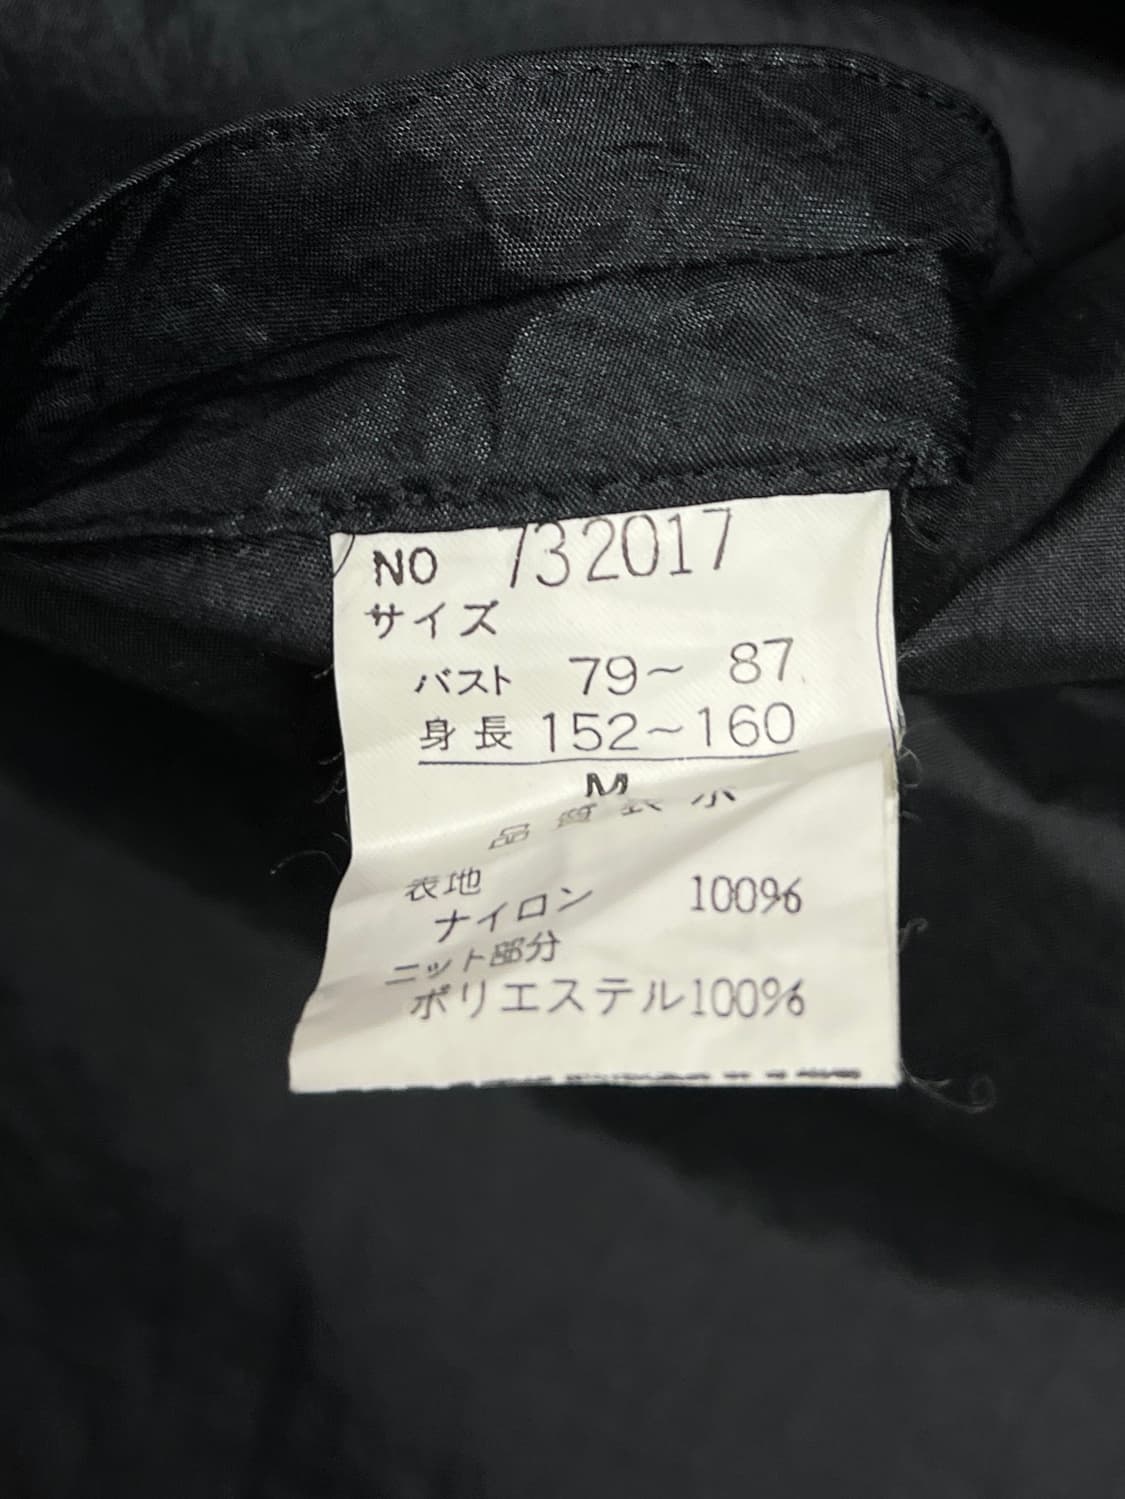 NO 732017
サイズ
バスト 79~ 87
身長 152~160
M
品質表示
表地
ナイロン 100%
ニット部分
ポリエステル100%